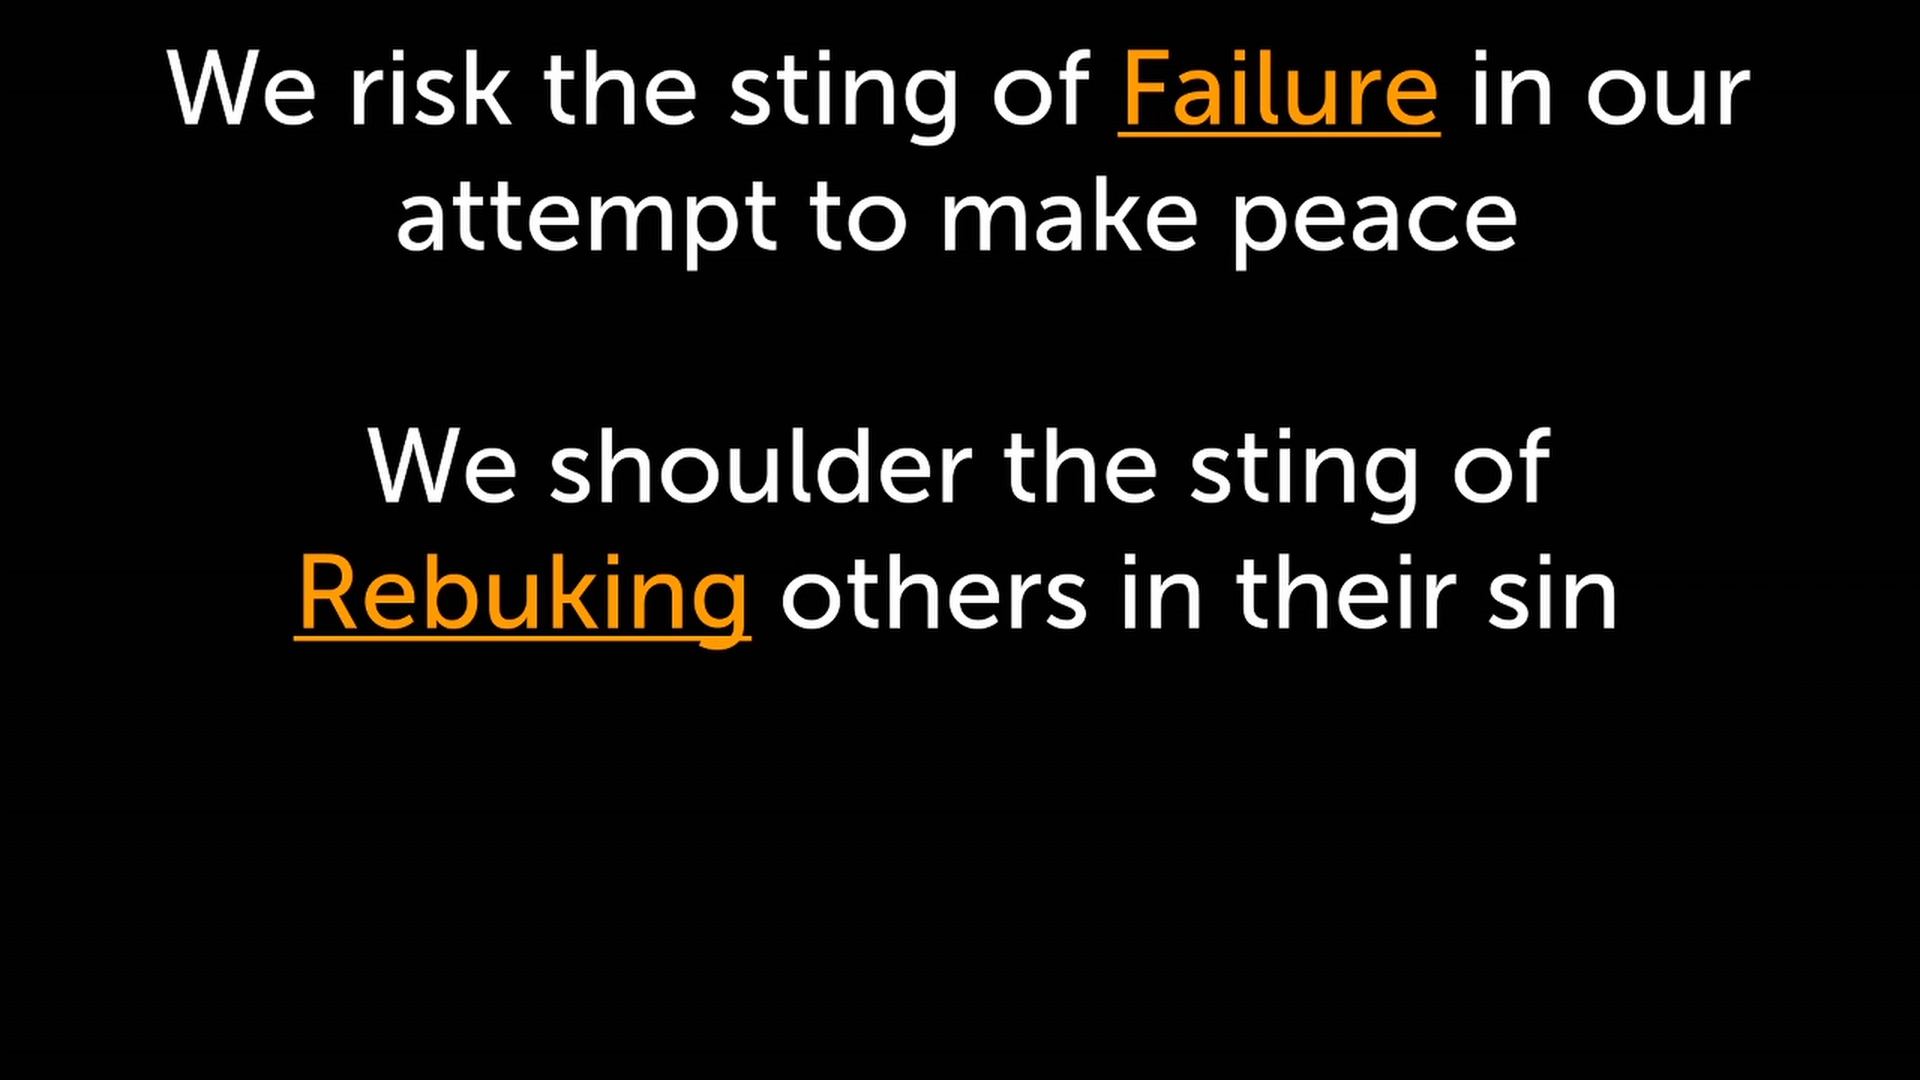 We risk the sting of Failure in our
attempt to make peace
We shoulder the sting of
Rebuking others in their sin